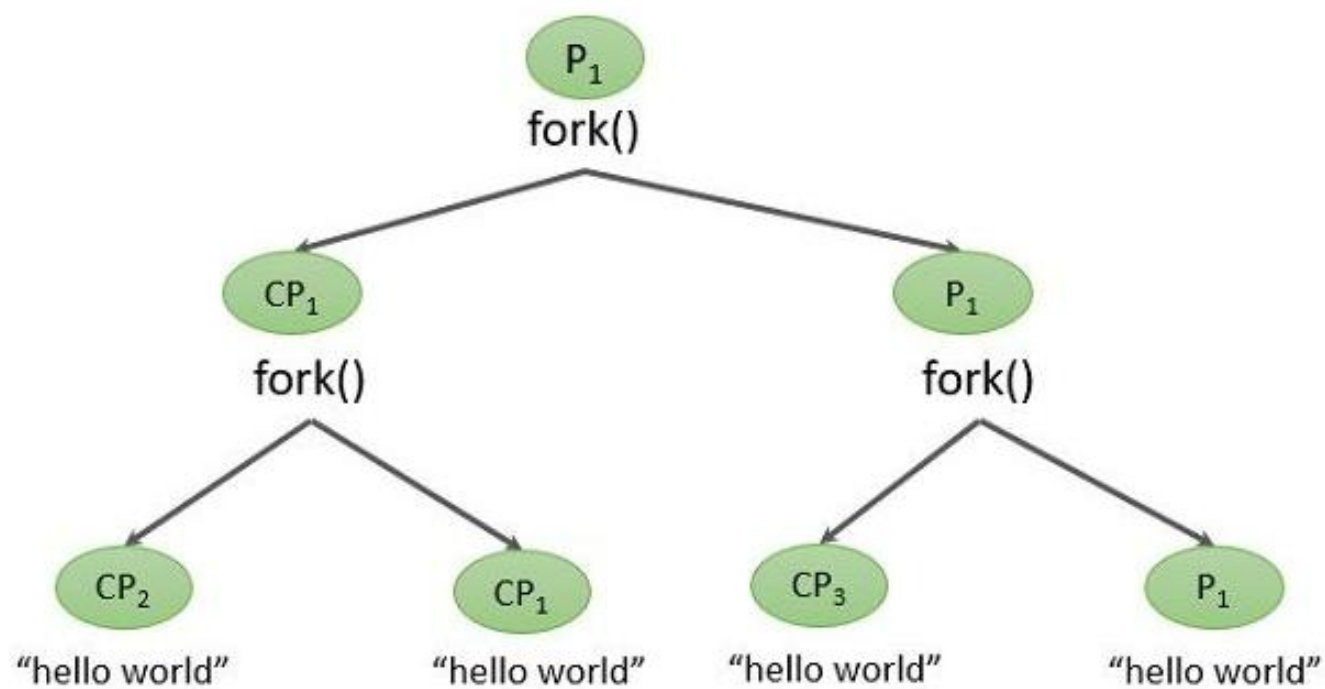 P₁
fork()
CP₁ P₁
fork() fork()
CP₂ CP₁ CP₃ P₁
“hello world” “hello world” “hello world” “hello world”